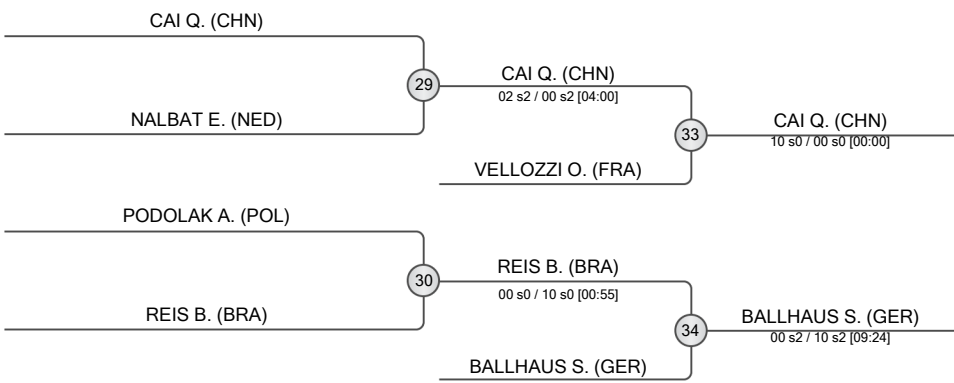 CAI Q. (CHN)
29
CAI Q. (CHN)
02 s2 / 00 s2 [04:00]
NALBAT E. (NED)
33
CAI Q. (CHN)
10 s0 / 00 s0 [00:00]
VELLOZZI O. (FRA)
PODOLAK A. (POL)
30
REIS B. (BRA)
00 s0 / 10 s0 [00:55]
REIS B. (BRA)
34
BALLHAUS S. (GER)
00 s2 / 10 s2 [09:24]
BALLHAUS S. (GER)